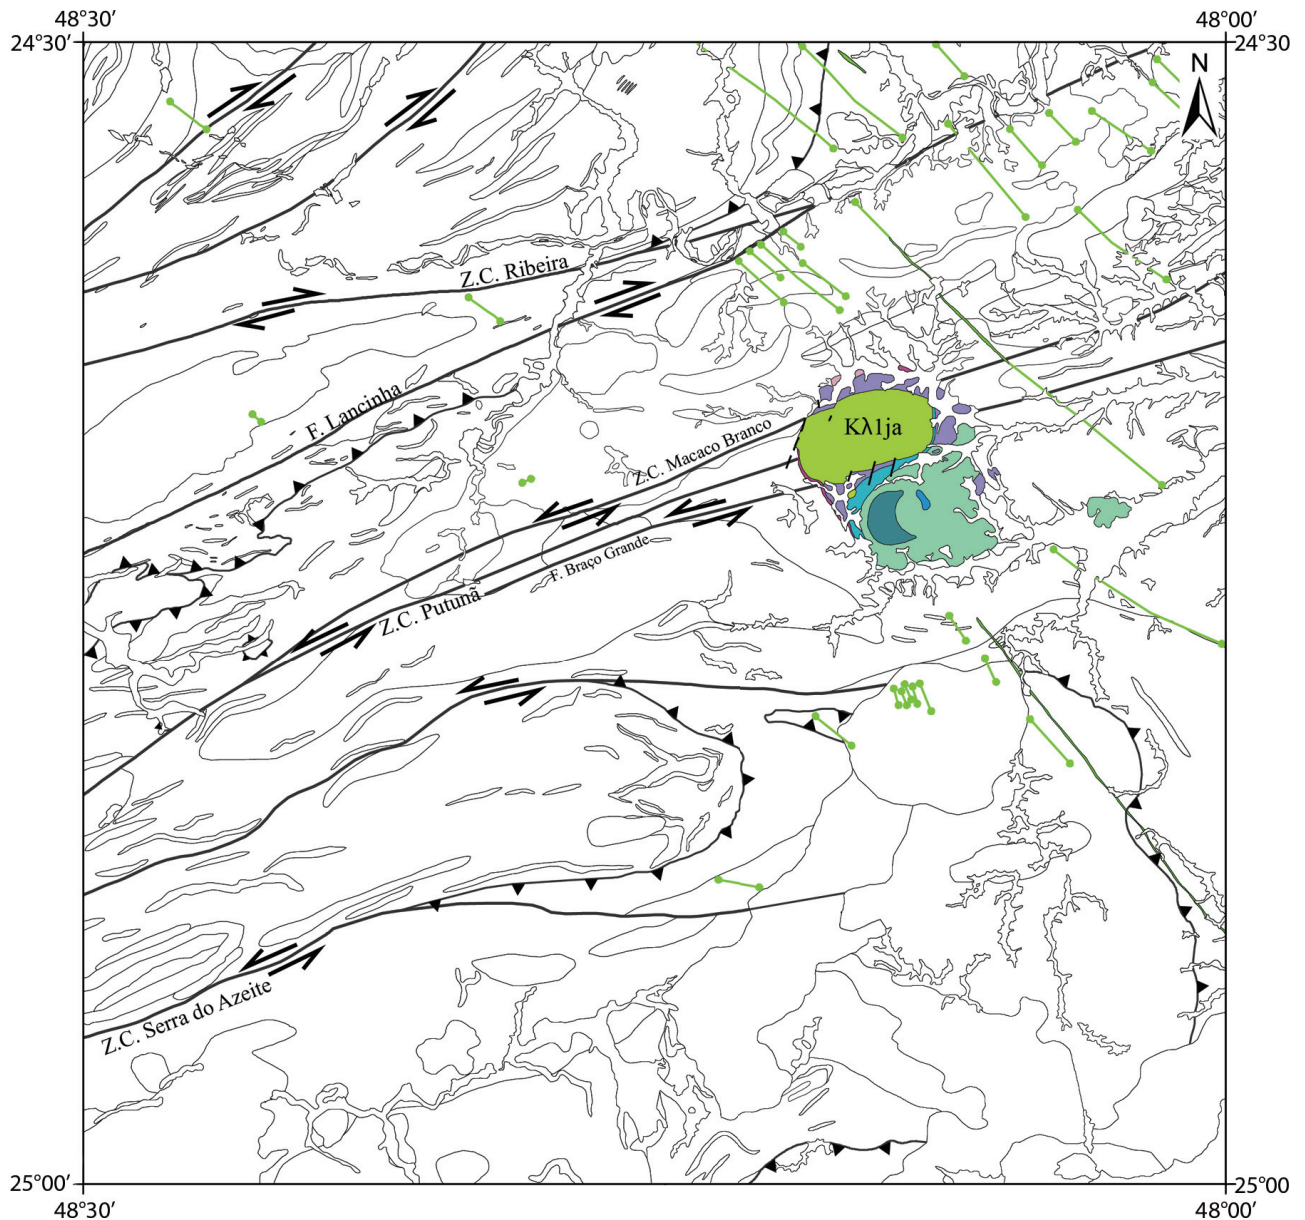 48°30′
48°00′
24°30′
24°30
N
Z.C. Ribeira
F. Lancinha
Kλ1ja
Z.C. Macaco Branco
F. Braço Grande
Z.C. Putunã
Z.C. Serra do Azeite
25°00′
25°00
48°30′
48°00′